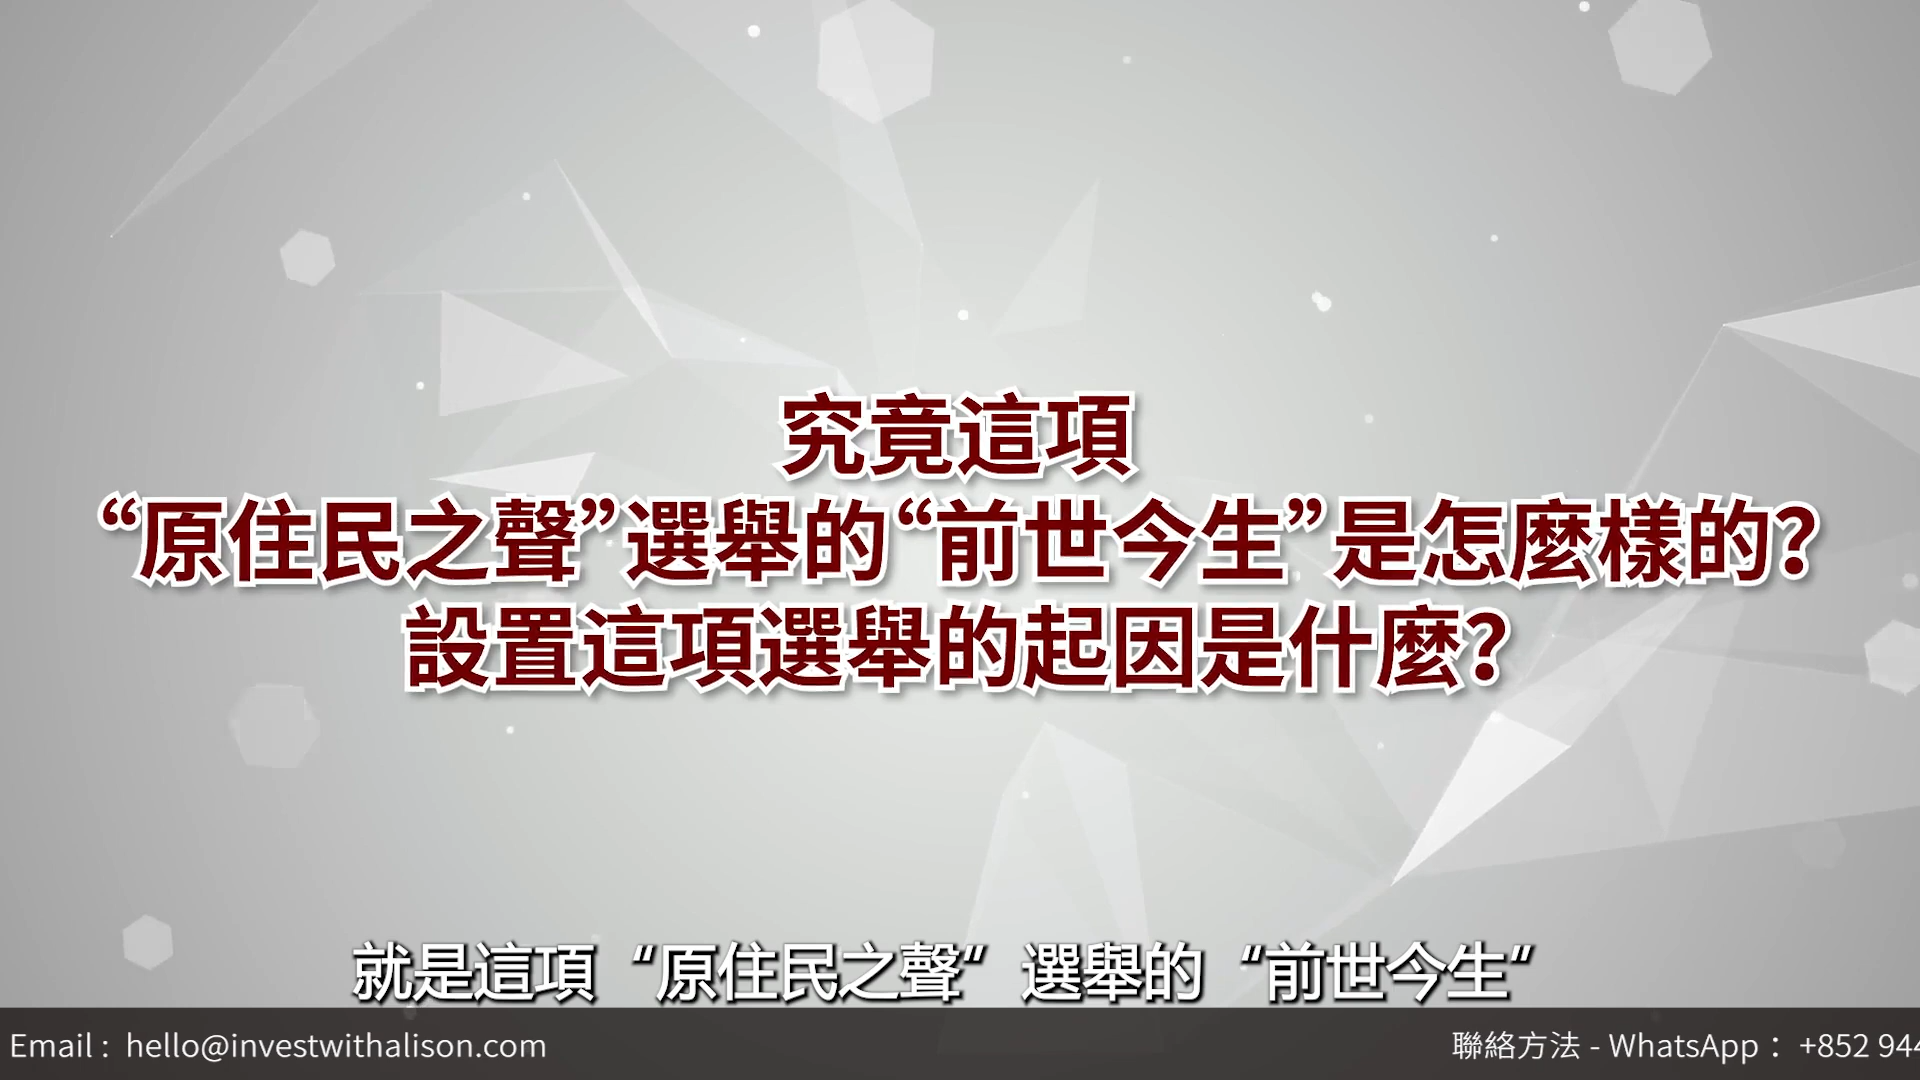 究竟這項
“原住民之聲”選舉的“前世今生”是怎麼樣的？
設置這項選舉的起因是什麼？
就是這項“原住民之聲”選舉的“前世今生“
Email : hello@investwithalison.com
聯絡方法 - WhatsApp： +852 944